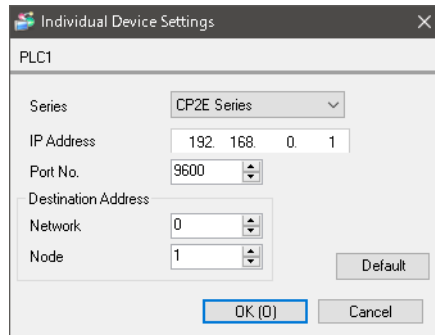 Individual Device Settings
PLC1
Series CP2E Series
IP Address 192. 168. 0. 1
Port No. 9600
Destination Address
Network 0
Node 1
Default
OK (O) Cancel